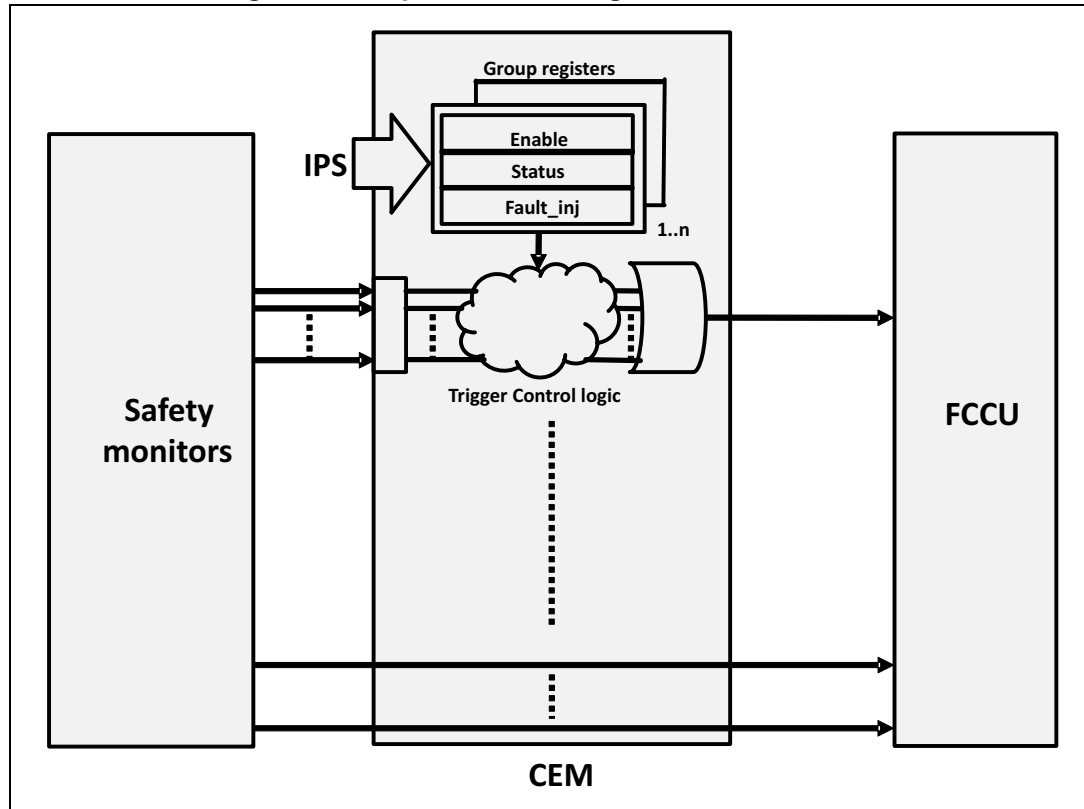 Group registers
Enable
IPS
Status
Fault_inj
1..n
Trigger Control logic
Safety
monitors
FCCU
CEM